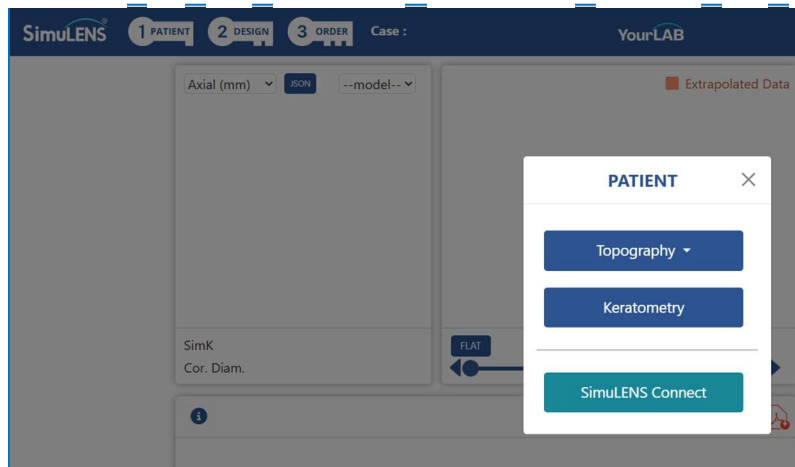 SimuLENS® 1 PATIENT 2 DESIGN 3 ORDER Case : YourLAB
Axial (mm) JSON --model--
Extrapolated Data
PATIENT
Topography
Keratometry
SimuLENS Connect
SimK
Cor. Diam.
FLAT